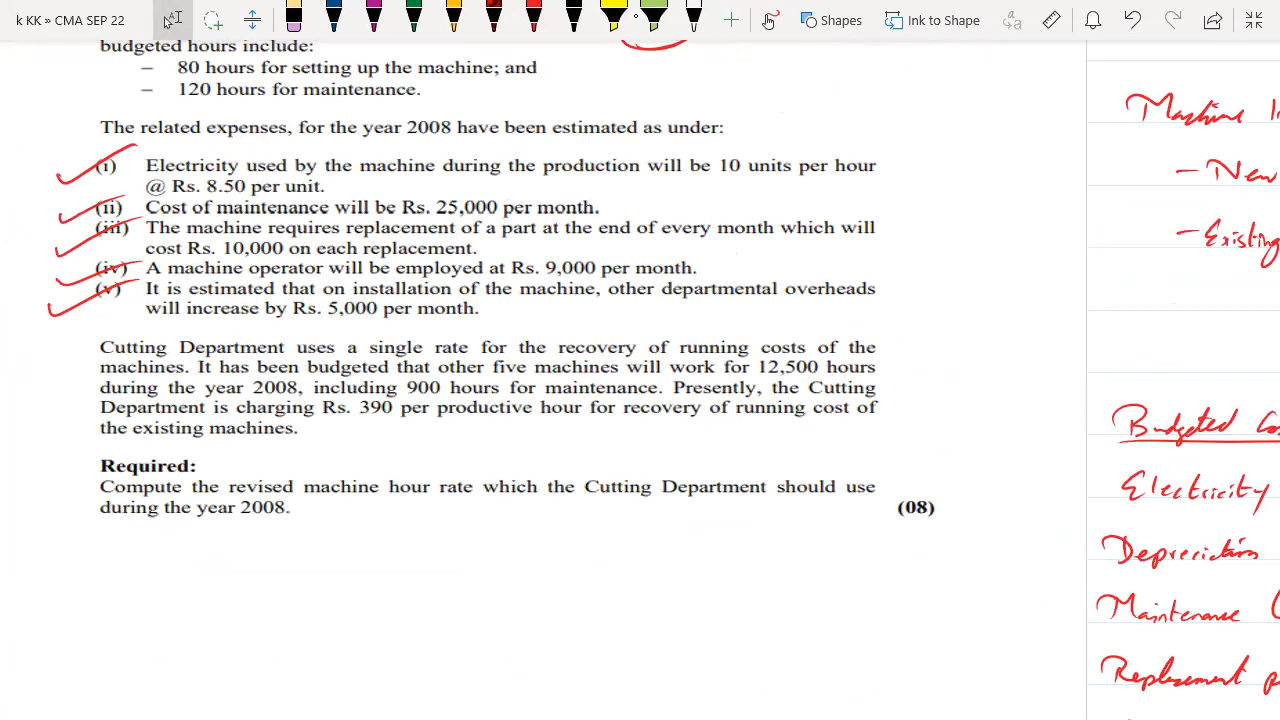 k KK » CMA SEP 22
Shapes
Ink to Shape
budgeted hours include:
– 80 hours for setting up the machine; and
– 120 hours for maintenance.
The related expenses, for the year 2008 have been estimated as under:
(i) Electricity used by the machine during the production will be 10 units per hour
@ Rs. 8.50 per unit.
(ii) Cost of maintenance will be Rs. 25,000 per month.
(iii) The machine requires replacement of a part at the end of every month which will
cost Rs. 10,000 on each replacement.
(iv) A machine operator will be employed at Rs. 9,000 per month.
(v) It is estimated that on installation of the machine, other departmental overheads
will increase by Rs. 5,000 per month.
Cutting Department uses a single rate for the recovery of running costs of the
machines. It has been budgeted that other five machines will work for 12,500 hours
during the year 2008, including 900 hours for maintenance. Presently, the Cutting
Department is charging Rs. 390 per productive hour for recovery of running cost of
the existing machines.
Required:
Compute the revised machine hour rate which the Cutting Department should use
during the year 2008.
(08)
Machine
– New
– Existing
Budgeted
Electricity
Depreciation
Maintenance
Replacement